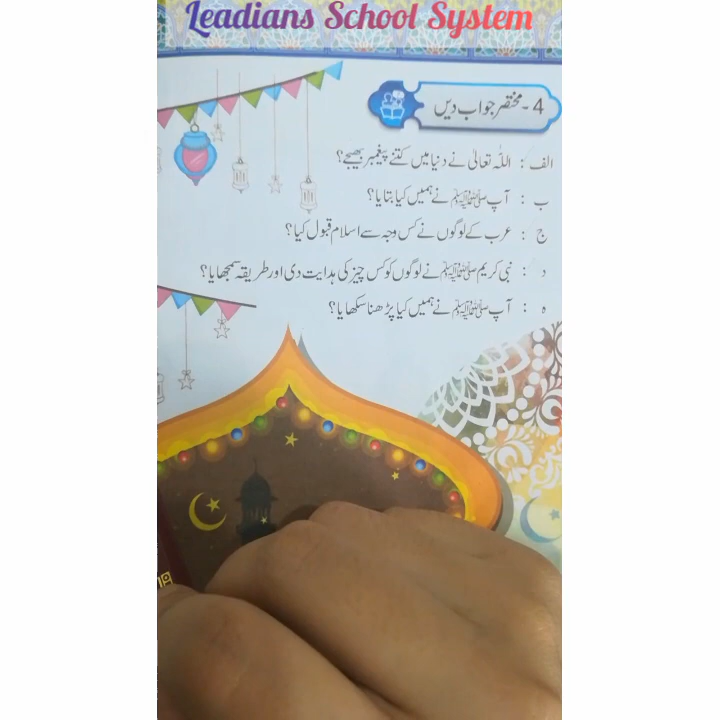 Leadians School System
4 - مختصر جواب دیں
الف : اللہ تعالیٰ نے دنیا میں کتنے پیغمبر بھیجے؟
ب : آپ ﷺ نے ہمیں کیا بتایا؟
ج : عرب کے لوگوں نے کس وجہ سے اسلام قبول کیا؟
د : نبی کریم ﷺ نے لوگوں کو کس چیز کی ہدایت دی اور طریقہ سمجھایا؟
ہ : آپ ﷺ نے ہمیں کیا پڑھنا سکھایا؟